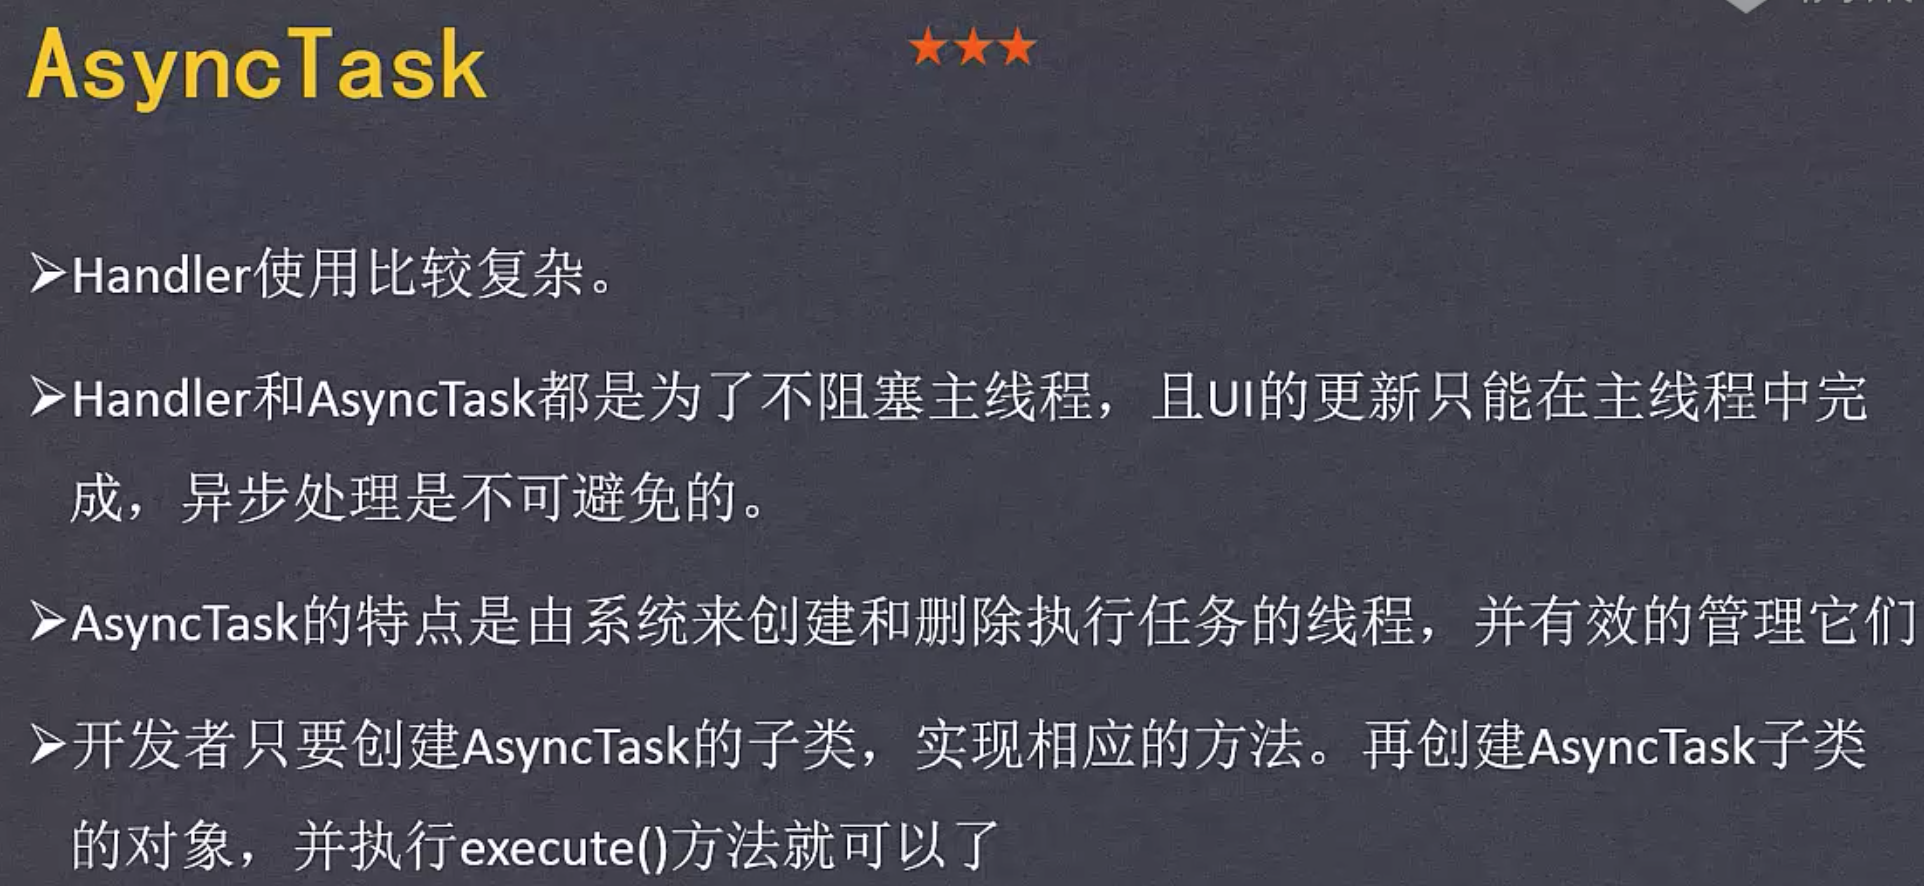 AsyncTask
★★★
➢Handler使用比较复杂。
➢Handler和AsyncTask都是为了不阻塞主线程，且UI的更新只能在主线程中完
成，异步处理是不可避免的。
➢AsyncTask的特点是由系统来创建和删除执行任务的线程，并有效的管理它们
➢开发者只要创建AsyncTask的子类，实现相应的方法。再创建AsyncTask子类
的对象，并执行execute()方法就可以了